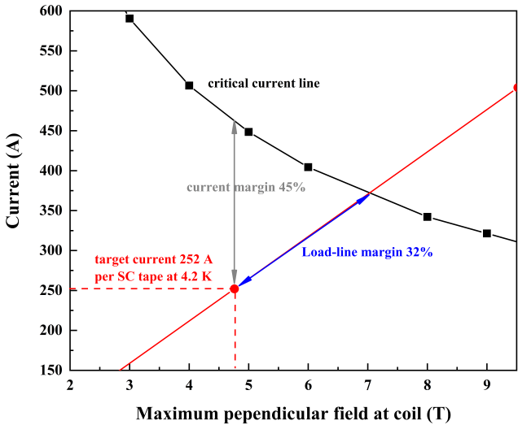 600
550
500
450
400
350
300
250
200
150
Current (A)
critical current line
current margin 45%
target current 252 A
per SC tape at 4.2 K
Load-line margin 32%
2 3 4 5 6 7 8 9
Maximum pependicular field at coil (T)